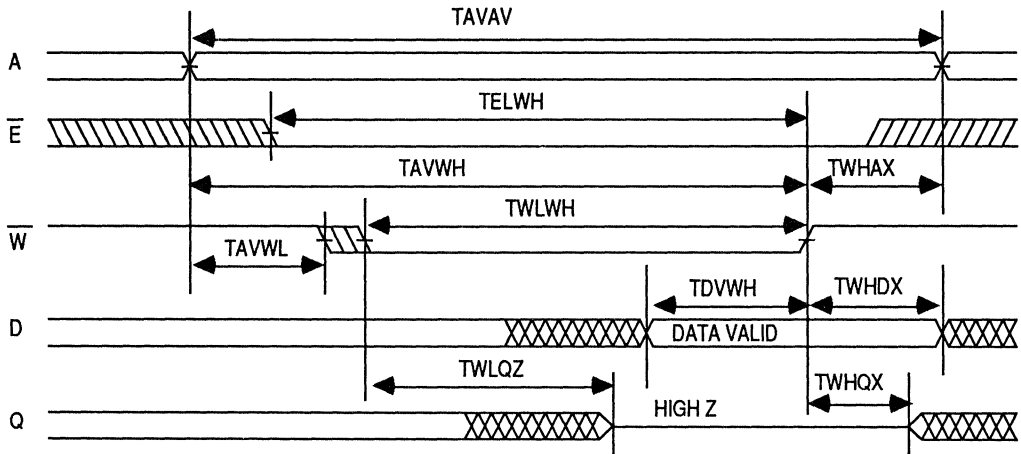 TAVAV
A
TELWH
E̅
TAVWH
TWHAX
TWLWH
W̅
TAVWL
TDVWH
TWHDX
D
DATA VALID
TWLQZ
TWHQX
HIGH Z
Q